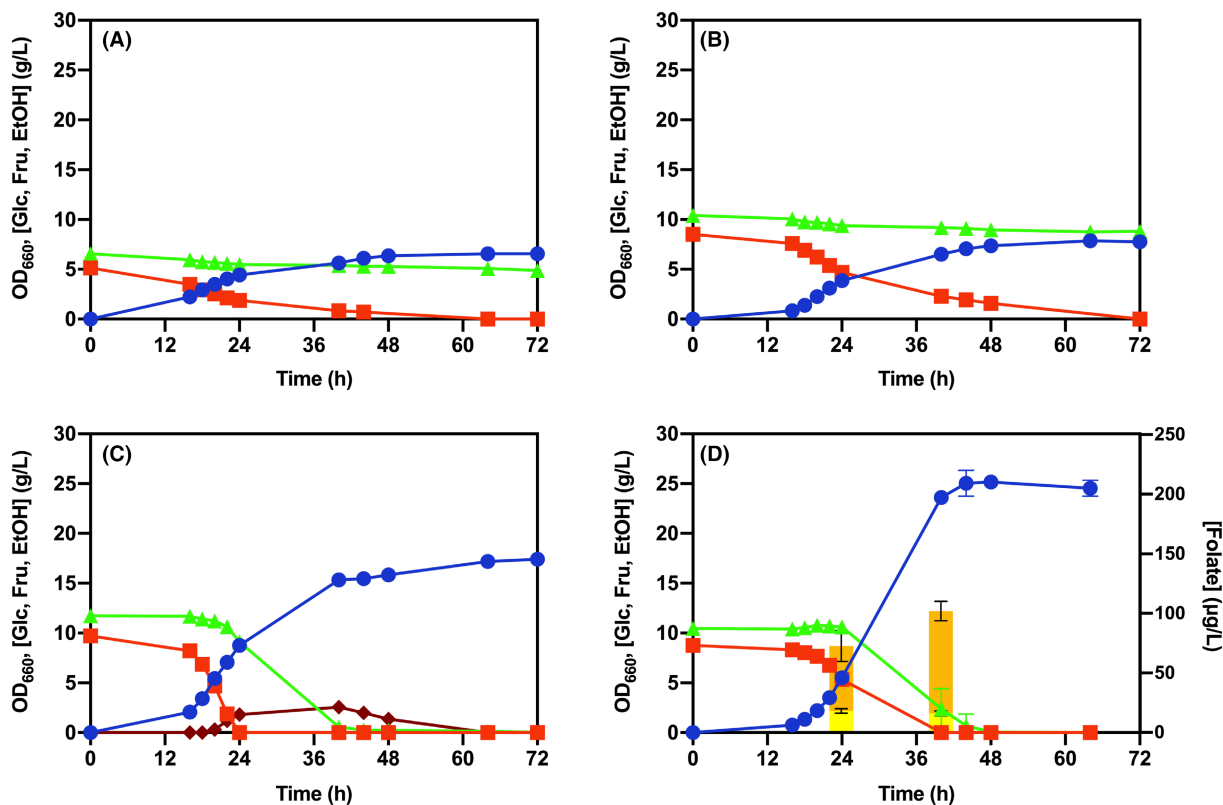 (A)
OD660, [Glc, Fru, EtOH] (g/L)
30
25
20
15
10
5
0
0 12 24 36 48 60 72
Time (h)
(B)
OD660, [Glc, Fru, EtOH] (g/L)
30
25
20
15
10
5
0
0 12 24 36 48 60 72
Time (h)
(C)
OD660, [Glc, Fru, EtOH] (g/L)
30
25
20
15
10
5
0
0 12 24 36 48 60 72
Time (h)
(D)
OD660, [Glc, Fru, EtOH] (g/L)
30
25
20
15
10
5
0
250
200
150
100
50
0
[Folate] (µg/L)
0 12 24 36 48 60 72
Time (h)